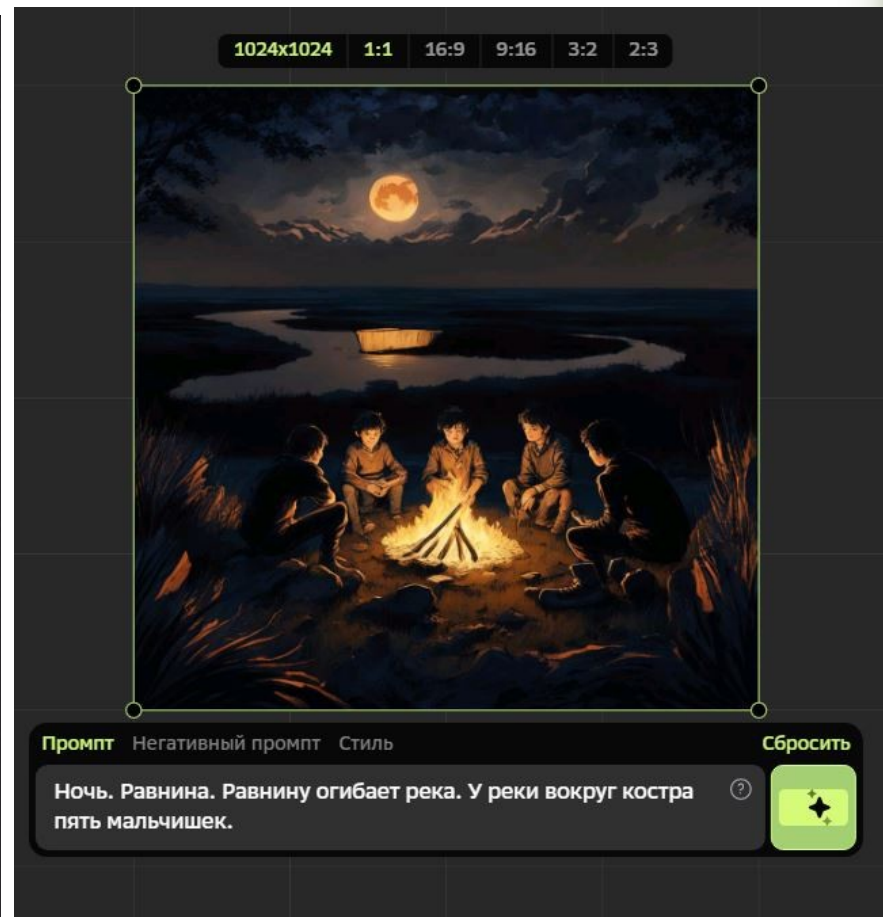 1024x1024 1:1 16:9 9:16 3:2 2:3
Промпт Негативный промпт Стиль Сбросить
Ночь. Равнина. Равнину огибает река. У реки вокруг костра ?
пять мальчишек.